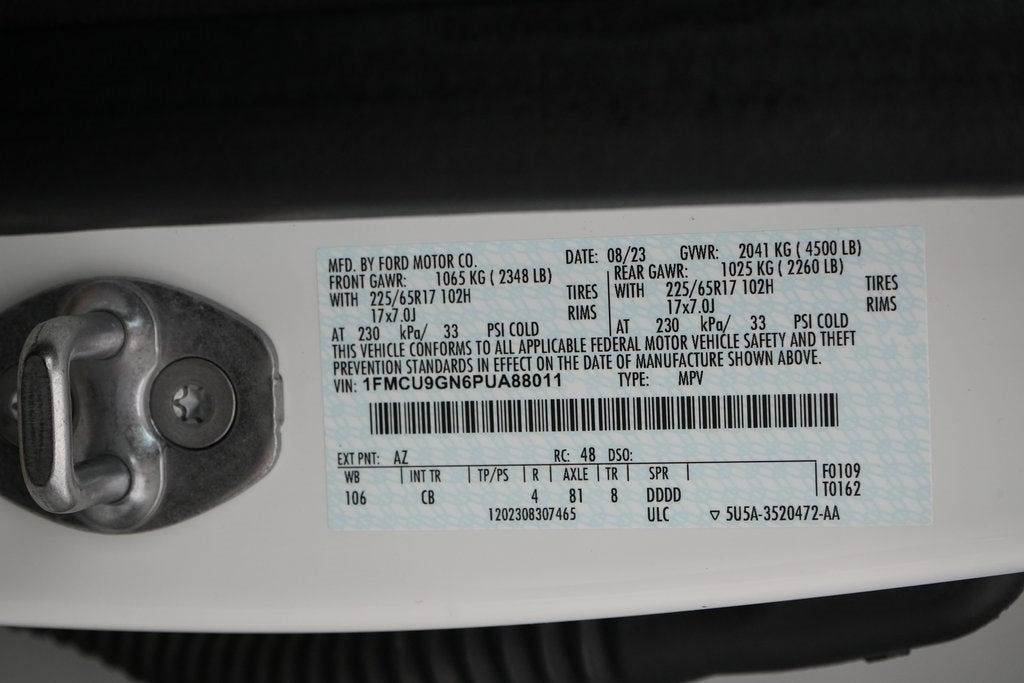 MFD. BY FORD MOTOR CO. DATE: 08/23 GVWR: 2041 KG ( 4500 LB)
FRONT GAWR: 1065 KG ( 2348 LB) REAR GAWR: 1025 KG ( 2260 LB)
WITH 225/65R17 102H TIRES WITH 225/65R17 102H TIRES
17x7.0J RIMS 17x7.0J RIMS
AT 230 kPa/ 33 PSI COLD AT 230 kPa/ 33 PSI COLD
THIS VEHICLE CONFORMS TO ALL APPLICABLE FEDERAL MOTOR VEHICLE SAFETY AND THEFT
PREVENTION STANDARDS IN EFFECT ON THE DATE OF MANUFACTURE SHOWN ABOVE.
VIN: 1FMCU9GN6PUA88011 TYPE: MPV
EXT PNT: AZ RC: 48 DSO:
WB INT TR TP/PS R AXLE TR SPR F0109
106 CB 4 81 8 DDDD T0162
1202308307465 ULC ▽ 5U5A-3520472-AA